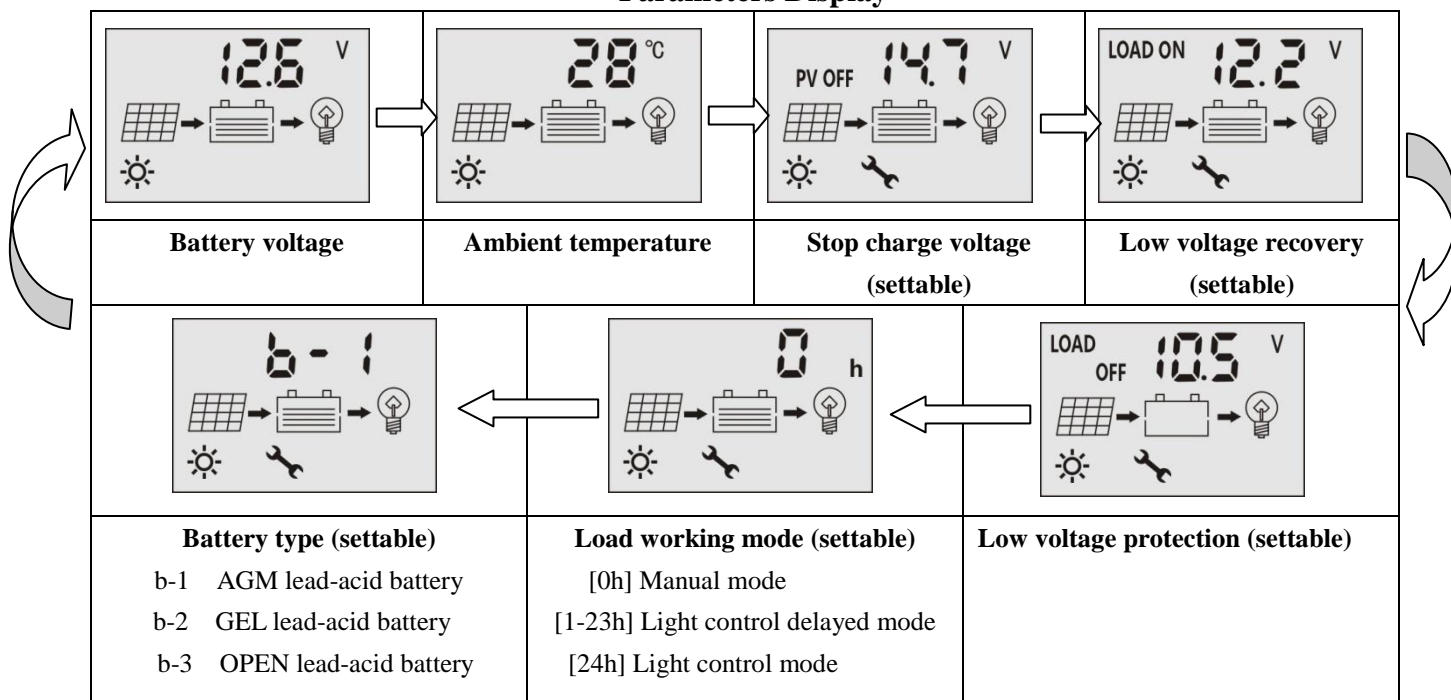 Parameters Display
12.6 V
28 ℃
PV OFF 14.7 V
LOAD ON 12.2 V
Battery voltage
Ambient temperature
Stop charge voltage
(settable)
Low voltage recovery
(settable)
b-1
0 h
LOAD
OFF 10.5 V
Battery type (settable)
b-1 AGM lead-acid battery
b-2 GEL lead-acid battery
b-3 OPEN lead-acid battery
Load working mode (settable)
[0h] Manual mode
[1-23h] Light control delayed mode
[24h] Light control mode
Low voltage protection (settable)